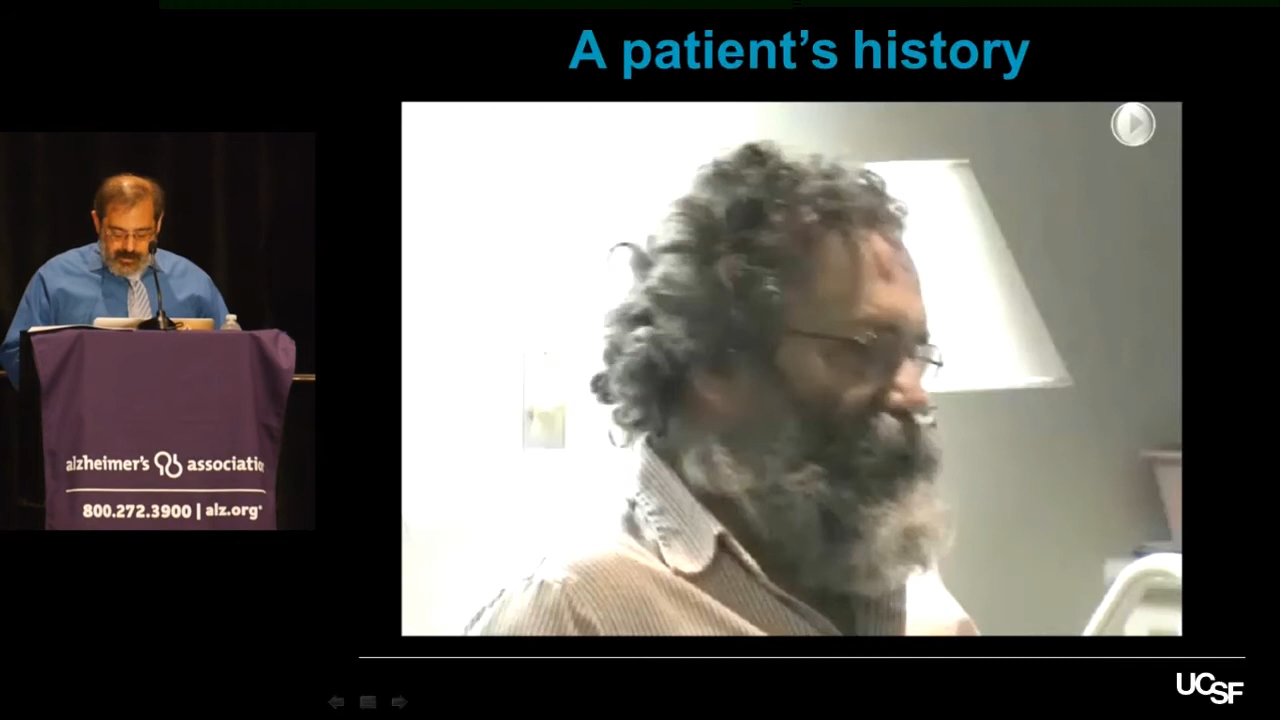 A patient's history
alzheimer's association
800.272.3900 | alz.org®
UCSF